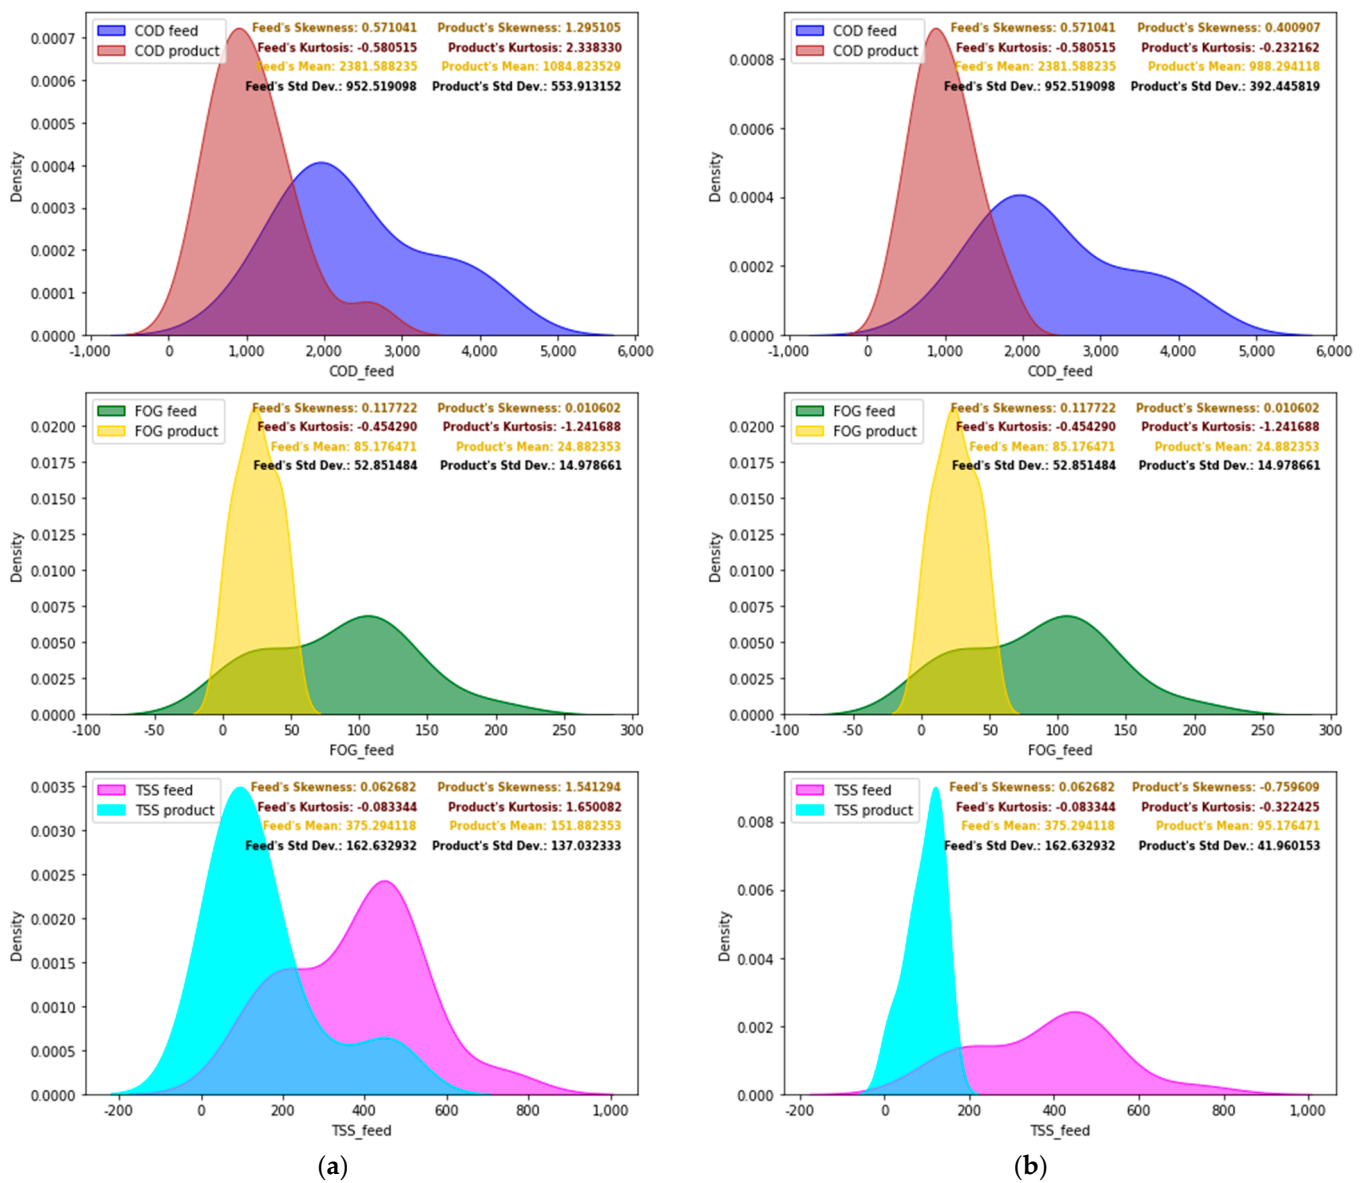 COD feed
COD product
Feed's Skewness: 0.571041 Product's Skewness: 1.295105
Feed's Kurtosis: -0.580515 Product's Kurtosis: 2.338330
Feed's Mean: 2381.588235 Product's Mean: 1084.823529
Feed's Std Dev.: 952.519098 Product's Std Dev.: 553.913152
0.0007
0.0006
0.0005
0.0004
0.0003
0.0002
0.0001
0.0000
Density
-1,000 0 1,000 2,000 3,000 4,000 5,000 6,000
COD_feed
COD feed
COD product
Feed's Skewness: 0.571041 Product's Skewness: 0.400907
Feed's Kurtosis: -0.580515 Product's Kurtosis: -0.232162
Feed's Mean: 2381.588235 Product's Mean: 988.294118
Feed's Std Dev.: 952.519098 Product's Std Dev.: 392.445819
0.0008
0.0006
0.0004
0.0002
0.0000
Density
-1,000 0 1,000 2,000 3,000 4,000 5,000 6,000
COD_feed
FOG feed
FOG product
Feed's Skewness: 0.117722 Product's Skewness: 0.010602
Feed's Kurtosis: -0.454290 Product's Kurtosis: -1.241688
Feed's Mean: 85.176471 Product's Mean: 24.882353
Feed's Std Dev.: 52.851484 Product's Std Dev.: 14.978661
0.0200
0.0175
0.0150
0.0125
0.0100
0.0075
0.0050
0.0025
0.0000
Density
-100 -50 0 50 100 150 200 250 300
FOG_feed
FOG feed
FOG product
Feed's Skewness: 0.117722 Product's Skewness: 0.010602
Feed's Kurtosis: -0.454290 Product's Kurtosis: -1.241688
Feed's Mean: 85.176471 Product's Mean: 24.882353
Feed's Std Dev.: 52.851484 Product's Std Dev.: 14.978661
0.0200
0.0175
0.0150
0.0125
0.0100
0.0075
0.0050
0.0025
0.0000
Density
-100 -50 0 50 100 150 200 250 300
FOG_feed
TSS feed
TSS product
Feed's Skewness: 0.062682 Product's Skewness: 1.541294
Feed's Kurtosis: -0.083344 Product's Kurtosis: 1.650082
Feed's Mean: 375.294118 Product's Mean: 151.882353
Feed's Std Dev.: 162.632932 Product's Std Dev.: 137.032333
0.0035
0.0030
0.0025
0.0020
0.0015
0.0010
0.0005
0.0000
Density
-200 0 200 400 600 800 1,000
TSS_feed
TSS feed
TSS product
Feed's Skewness: 0.062682 Product's Skewness: -0.759609
Feed's Kurtosis: -0.083344 Product's Kurtosis: -0.322425
Feed's Mean: 375.294118 Product's Mean: 95.176471
Feed's Std Dev.: 162.632932 Product's Std Dev.: 41.960153
0.008
0.006
0.004
0.002
0.000
Density
-200 0 200 400 600 800 1,000
TSS_feed
(a)
(b)